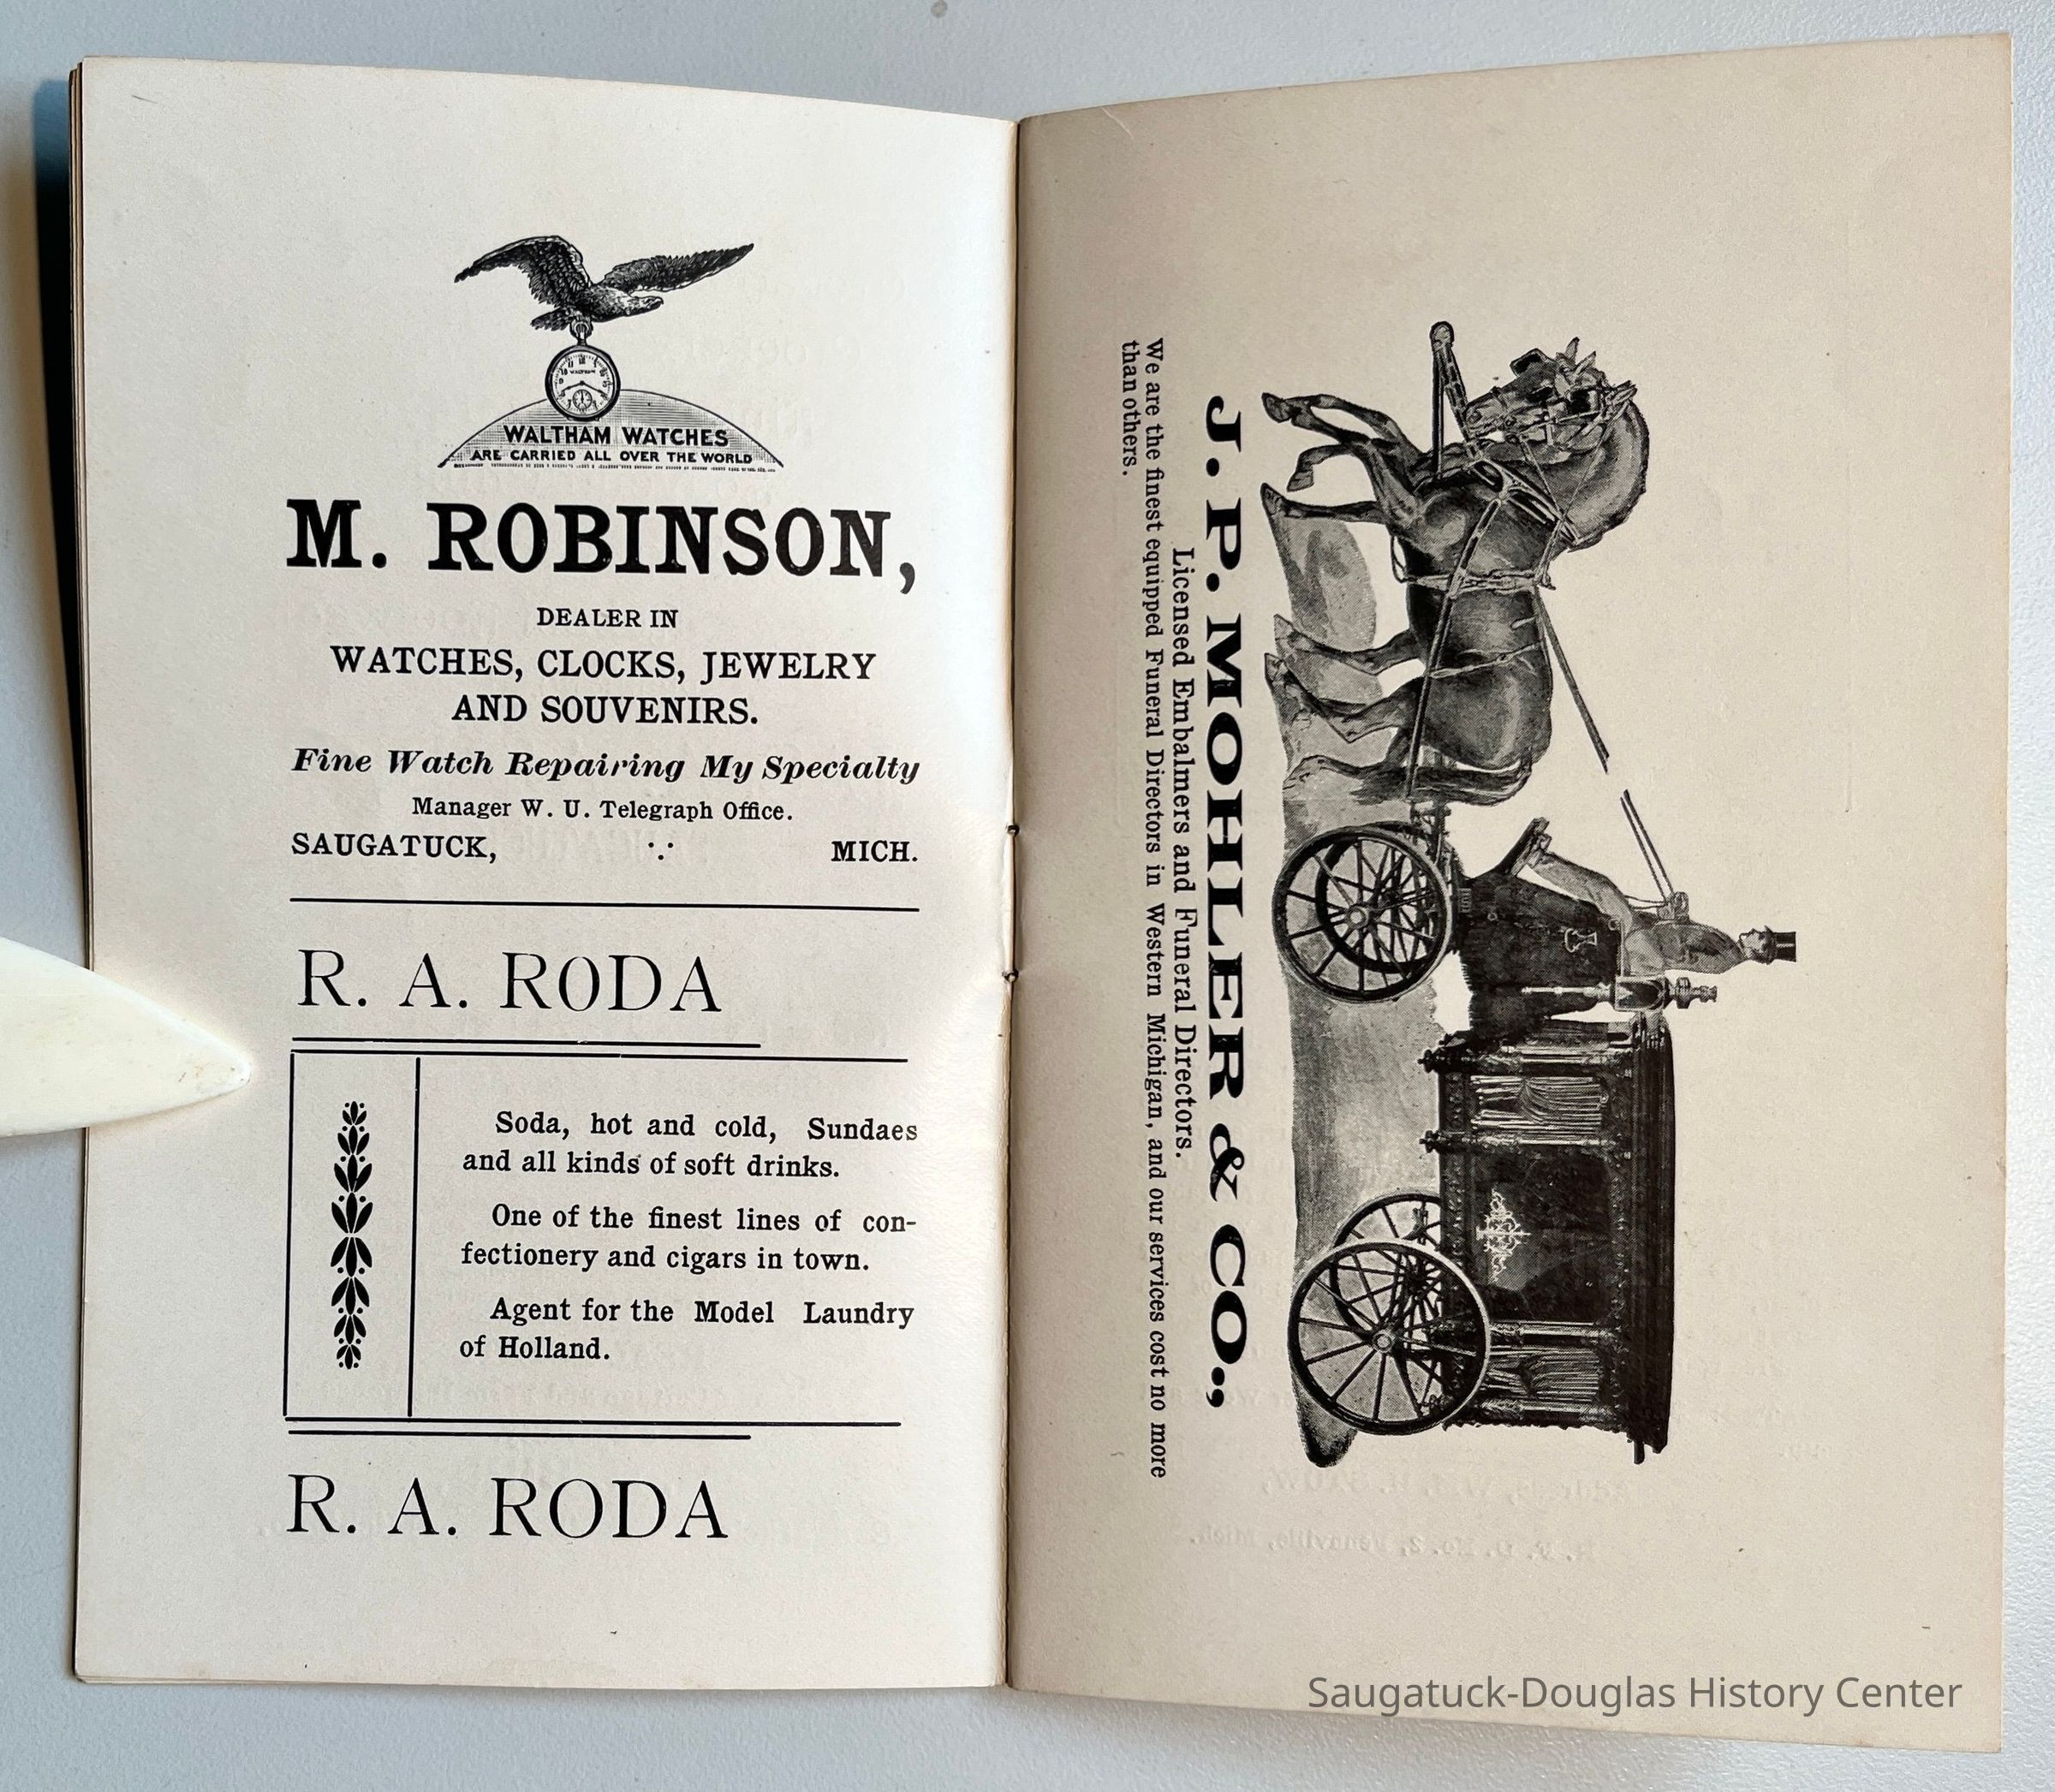 WALTHAM WATCHES
ARE CARRIED ALL OVER THE WORLD
M. ROBINSON,
DEALER IN
WATCHES, CLOCKS, JEWELRY
AND SOUVENIRS.
Fine Watch Repairing My Specialty
Manager W. U. Telegraph Office.
SAUGATUCK, MICH.
R. A. RODA
Soda, hot and cold, Sundaes
and all kinds of soft drinks.
One of the finest lines of con-
fectionery and cigars in town.
Agent for the Model Laundry
of Holland.
R. A. RODA
J. P. MOHLER & CO.,
Licensed Embalmers and Funeral Directors.
We are the finest equipped Funeral Directors in Western Michigan, and our services cost no more
than others.
Saugatuck-Douglas History Center